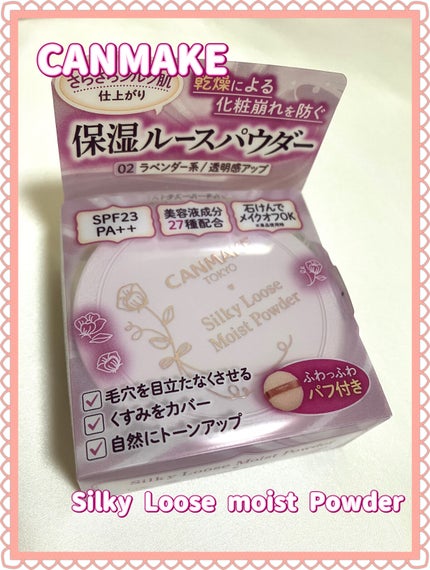 CANMAKE
さらさらシルク肌
仕上がり
乾燥による
化粧崩れを防ぐ
保湿ルースパウダー
02 ラベンダー系/透明感アップ
SPF23
PA++
美容液成分
27種配合
石けんで
メイクオフOK
CANMAKE
TOKYO
Silky Loose
Moist Powder
毛穴を目立たなくさせる
くすみをカバー
自然にトーンアップ
ふわっふわ
パフ付き
Silky Loose Moist Powder
Silky Loose moist Powder